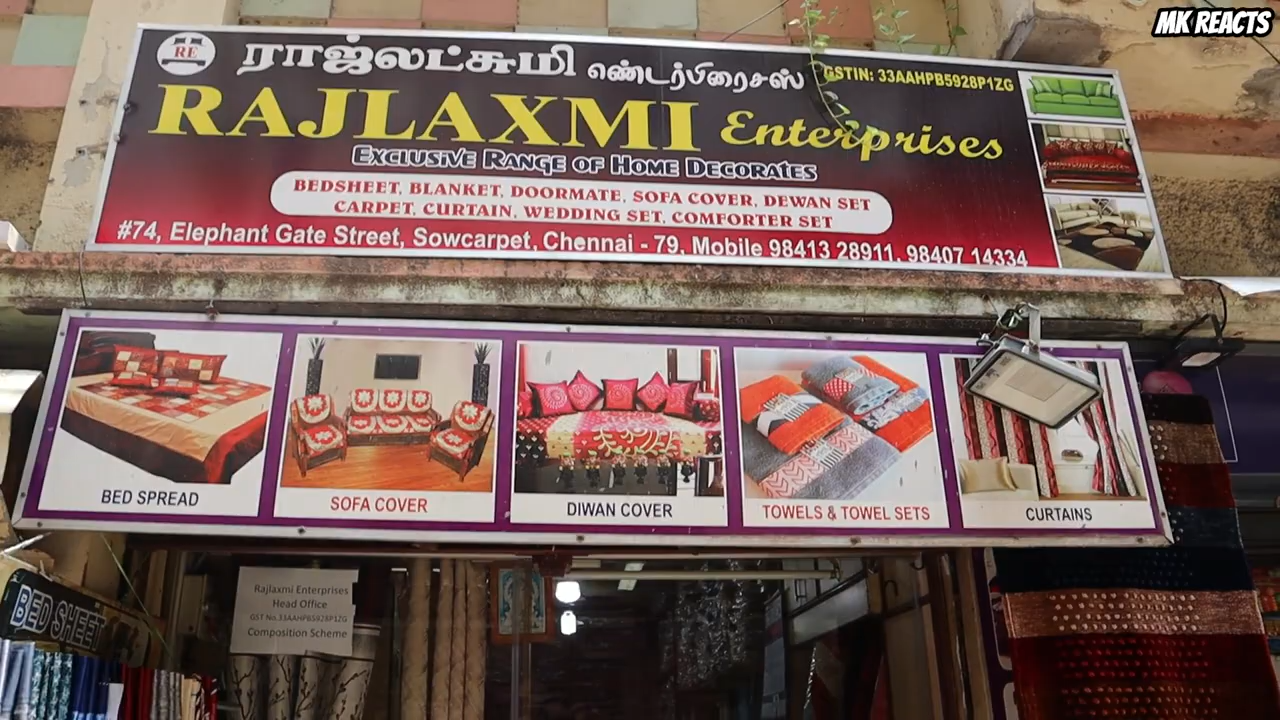 MK REACTS
RE
ராஜ்லட்சுமி எண்டர்பிரைசஸ்
GSTIN: 33AAHPB5928P1ZG
RAJLAXMI Enterprises
EXCLUSIVE RANGE OF HOME DECORATES
BEDSHEET, BLANKET, DOORMATE, SOFA COVER, DEWAN SET
CARPET, CURTAIN, WEDDING SET, COMFORTER SET
#74, Elephant Gate Street, Sowcarpet, Chennai - 79, Mobile 98413 28911, 98407 14334
BED SPREAD
SOFA COVER
DIWAN COVER
TOWELS & TOWEL SETS
CURTAINS
BED SHEET
Rajlaxmi Enterprises
Head Office
GST No.33AAHPB5928P1ZG
Composition Scheme